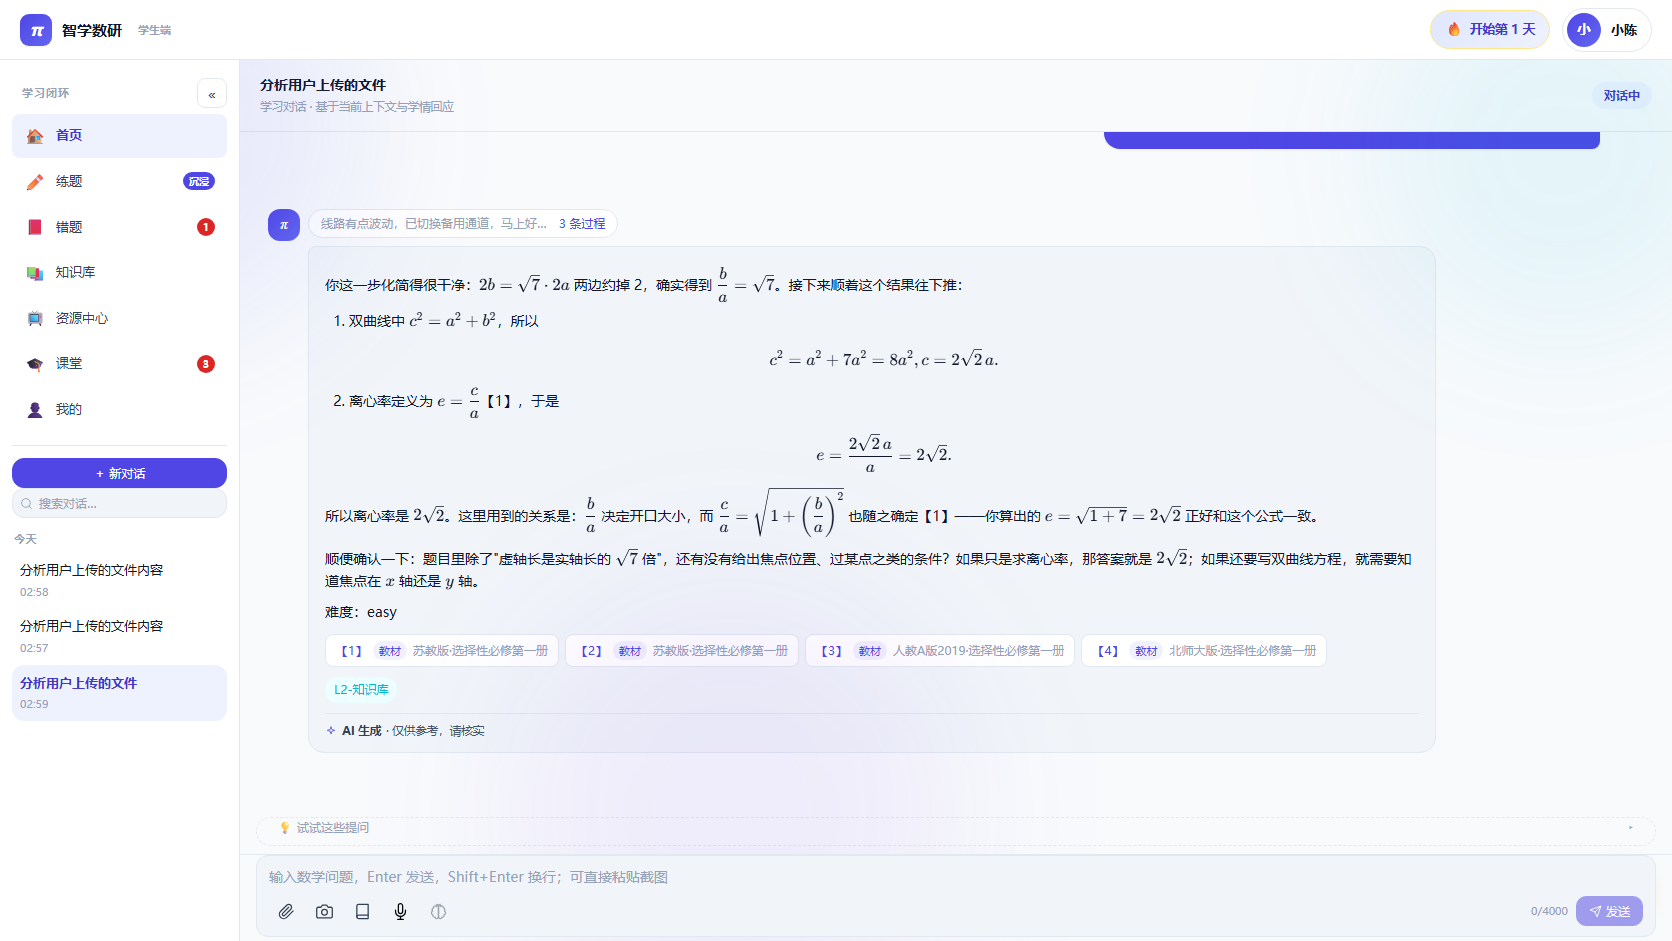 π 智学数研 学生端
🔥 开始第 1 天
小 小陈
学习闭环 «
首页
练题 沉浸
错题 1
知识库
资源中心
课堂 3
我的
+ 新对话
搜索对话...
今天
分析用户上传的文件内容
02:58
分析用户上传的文件内容
02:57
分析用户上传的文件
02:59
分析用户上传的文件
学习对话 · 基于当前上下文与学情回应
对话中
π 线路有点波动，已切换备用通道，马上好... 3 条过程
你这一步化简得很干净：2b = √7 · 2a 两边约掉 2，确实得到 b/a = √7。接下来顺着这个结果往下推：
1. 双曲线中 c² = a² + b²，所以
c² = a² + 7a² = 8a², c = 2√2 a.
2. 离心率定义为 e = c/a【1】，于是
e = 2√2 a / a = 2√2.
所以离心率是 2√2。这里用到的关系是：b/a 决定开口大小，而 c/a = √(1 + (b/a)²) 也随之确定【1】——你算出的 e = √(1 + 7) = 2√2 正好和这个公式一致。
顺便确认一下：题目里除了"虚轴长是实轴长的 √7 倍"，还有没有给出焦点位置、过某点之类的条件？如果只是求离心率，那答案就是 2√2；如果还要写双曲线方程，就需要知
道焦点在 x 轴还是 y 轴。
难度：easy
【1】 教材 苏教版·选择性必修第一册
【2】 教材 苏教版·选择性必修第一册
【3】 教材 人教A版2019·选择性必修第一册
【4】 教材 北师大版·选择性必修第一册
L2-知识库
AI 生成 · 仅供参考，请核实
试试这些提问
输入数学问题，Enter 发送，Shift+Enter 换行；可直接粘贴截图
0/4000 发送